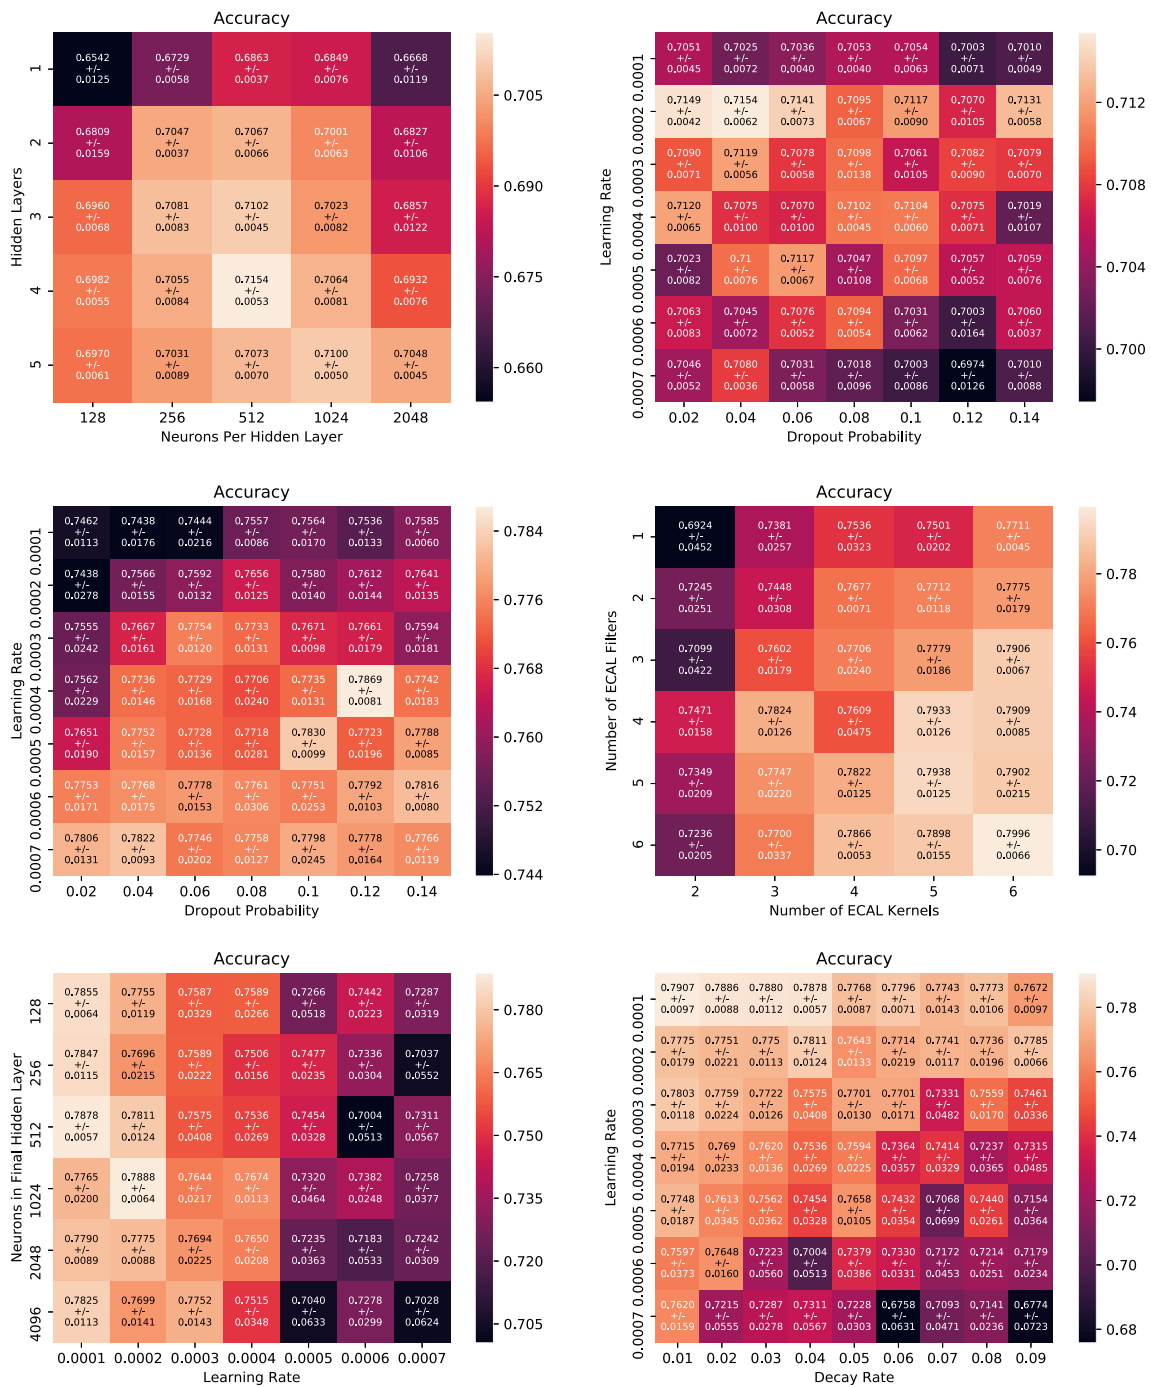 Accuracy
0.6542 0.6729 0.6863 0.6849 0.6668
+/- +/- +/- +/- +/-
0.0125 0.0058 0.0037 0.0076 0.0119
0.6809 0.7047 0.7067 0.7001 0.6827
+/- +/- +/- +/- +/-
0.0159 0.0037 0.0066 0.0063 0.0106
0.6960 0.7081 0.7102 0.7023 0.6857
+/- +/- +/- +/- +/-
0.0068 0.0083 0.0045 0.0082 0.0122
0.6982 0.7055 0.7154 0.7064 0.6932
+/- +/- +/- +/- +/-
0.0055 0.0084 0.0053 0.0081 0.0076
0.6970 0.7031 0.7073 0.7100 0.7048
+/- +/- +/- +/- +/-
0.0061 0.0089 0.0070 0.0050 0.0045
1 2 3 4 5
Hidden Layers
128 256 512 1024 2048
Neurons Per Hidden Layer
0.705
0.690
0.675
0.660
Accuracy
0.7051 0.7025 0.7036 0.7053 0.7054 0.7003 0.7010
+/- +/- +/- +/- +/- +/- +/-
0.0045 0.0072 0.0040 0.0040 0.0063 0.0071 0.0049
0.7149 0.7154 0.7141 0.7095 0.7117 0.7070 0.7131
+/- +/- +/- +/- +/- +/- +/-
0.0042 0.0062 0.0073 0.0067 0.0090 0.0105 0.0058
0.7090 0.7119 0.7078 0.7098 0.7061 0.7082 0.7079
+/- +/- +/- +/- +/- +/- +/-
0.0071 0.0056 0.0058 0.0138 0.0105 0.0090 0.0070
0.7120 0.7075 0.7070 0.7102 0.7104 0.7075 0.7019
+/- +/- +/- +/- +/- +/- +/-
0.0065 0.0100 0.0100 0.0045 0.0060 0.0071 0.0107
0.7023 0.71 0.7117 0.7047 0.7097 0.7057 0.7059
+/- +/- +/- +/- +/- +/- +/-
0.0082 0.0076 0.0067 0.0108 0.0068 0.0052 0.0076
0.7063 0.7045 0.7076 0.7094 0.7031 0.7003 0.7060
+/- +/- +/- +/- +/- +/- +/-
0.0083 0.0072 0.0052 0.0054 0.0062 0.0164 0.0037
0.7046 0.7080 0.7031 0.7018 0.7003 0.6974 0.7010
+/- +/- +/- +/- +/- +/- +/-
0.0052 0.0036 0.0058 0.0096 0.0086 0.0126 0.0088
0.0001 0.0002 0.0003 0.0004 0.0005 0.0006 0.0007
Learning Rate
0.02 0.04 0.06 0.08 0.1 0.12 0.14
Dropout Probability
0.712
0.708
0.704
0.700
Accuracy
0.7462 0.7438 0.7444 0.7557 0.7564 0.7536 0.7585
+/- +/- +/- +/- +/- +/- +/-
0.0113 0.0176 0.0216 0.0086 0.0170 0.0133 0.0060
0.7438 0.7566 0.7592 0.7656 0.7580 0.7612 0.7641
+/- +/- +/- +/- +/- +/- +/-
0.0278 0.0155 0.0132 0.0125 0.0140 0.0144 0.0135
0.7555 0.7667 0.7754 0.7733 0.7671 0.7661 0.7594
+/- +/- +/- +/- +/- +/- +/-
0.0242 0.0161 0.0120 0.0131 0.0098 0.0179 0.0181
0.7562 0.7736 0.7729 0.7706 0.7735 0.7869 0.7742
+/- +/- +/- +/- +/- +/- +/-
0.0229 0.0146 0.0168 0.0240 0.0131 0.0081 0.0183
0.7651 0.7752 0.7728 0.7718 0.7830 0.7723 0.7788
+/- +/- +/- +/- +/- +/- +/-
0.0190 0.0157 0.0136 0.0281 0.0099 0.0196 0.0085
0.7753 0.7768 0.7778 0.7761 0.7751 0.7792 0.7816
+/- +/- +/- +/- +/- +/- +/-
0.0171 0.0175 0.0153 0.0306 0.0253 0.0103 0.0080
0.7806 0.7822 0.7746 0.7758 0.7798 0.7778 0.7766
+/- +/- +/- +/- +/- +/- +/-
0.0131 0.0093 0.0202 0.0127 0.0245 0.0164 0.0119
0.0001 0.0002 0.0003 0.0004 0.0005 0.0006 0.0007
Learning Rate
0.02 0.04 0.06 0.08 0.1 0.12 0.14
Dropout Probability
0.784
0.776
0.768
0.760
0.752
0.744
Accuracy
0.6924 0.7381 0.7536 0.7501 0.7711
+/- +/- +/- +/- +/-
0.0452 0.0257 0.0323 0.0202 0.0045
0.7245 0.7448 0.7677 0.7712 0.7775
+/- +/- +/- +/- +/-
0.0251 0.0308 0.0071 0.0118 0.0179
0.7099 0.7602 0.7706 0.7779 0.7906
+/- +/- +/- +/- +/-
0.0422 0.0179 0.0240 0.0186 0.0067
0.7471 0.7824 0.7609 0.7933 0.7909
+/- +/- +/- +/- +/-
0.0158 0.0126 0.0475 0.0126 0.0085
0.7349 0.7747 0.7822 0.7938 0.7902
+/- +/- +/- +/- +/-
0.0209 0.0220 0.0125 0.0125 0.0215
0.7236 0.7700 0.7866 0.7898 0.7996
+/- +/- +/- +/- +/-
0.0205 0.0337 0.0053 0.0155 0.0066
1 2 3 4 5 6
Number of ECAL Filters
2 3 4 5 6
Number of ECAL Kernels
0.78
0.76
0.74
0.72
0.70
Accuracy
0.7855 0.7755 0.7587 0.7589 0.7266 0.7442 0.7287
+/- +/- +/- +/- +/- +/- +/-
0.0064 0.0119 0.0329 0.0266 0.0518 0.0223 0.0319
0.7847 0.7696 0.7589 0.7506 0.7477 0.7336 0.7037
+/- +/- +/- +/- +/- +/- +/-
0.0115 0.0215 0.0222 0.0156 0.0235 0.0304 0.0552
0.7878 0.7811 0.7575 0.7536 0.7454 0.7004 0.7311
+/- +/- +/- +/- +/- +/- +/-
0.0057 0.0124 0.0408 0.0269 0.0328 0.0513 0.0567
0.7765 0.7888 0.7644 0.7674 0.7320 0.7382 0.7258
+/- +/- +/- +/- +/- +/- +/-
0.0200 0.0064 0.0217 0.0113 0.0464 0.0248 0.0377
0.7790 0.7775 0.7694 0.7650 0.7235 0.7183 0.7242
+/- +/- +/- +/- +/- +/- +/-
0.0089 0.0088 0.0225 0.0208 0.0363 0.0533 0.0309
0.7825 0.7699 0.7752 0.7515 0.7040 0.7278 0.7028
+/- +/- +/- +/- +/- +/- +/-
0.0113 0.0141 0.0143 0.0348 0.0633 0.0299 0.0624
128 256 512 1024 2048 4096
Neurons in Final Hidden Layer
0.0001 0.0002 0.0003 0.0004 0.0005 0.0006 0.0007
Learning Rate
0.780
0.765
0.750
0.735
0.720
0.705
Accuracy
0.7907 0.7886 0.7880 0.7878 0.7768 0.7796 0.7743 0.7773 0.7672
+/- +/- +/- +/- +/- +/- +/- +/- +/-
0.0097 0.0088 0.0112 0.0057 0.0087 0.0071 0.0143 0.0106 0.0097
0.7775 0.7751 0.775 0.7811 0.7643 0.7714 0.7741 0.7736 0.7785
+/- +/- +/- +/- +/- +/- +/- +/- +/-
0.0179 0.0221 0.0213 0.0124 0.0133 0.0219 0.0117 0.0196 0.0066
0.7803 0.7759 0.7722 0.7575 0.7701 0.7701 0.7331 0.7559 0.7461
+/- +/- +/- +/- +/- +/- +/- +/- +/-
0.0118 0.0224 0.0126 0.0408 0.0130 0.0171 0.0482 0.0170 0.0336
0.7715 0.769 0.7620 0.7536 0.7594 0.7364 0.7414 0.7237 0.7315
+/- +/- +/- +/- +/- +/- +/- +/- +/-
0.0194 0.0233 0.0136 0.0269 0.0225 0.0357 0.0329 0.0365 0.0485
0.7748 0.7613 0.7562 0.7454 0.7658 0.7432 0.7068 0.7440 0.7154
+/- +/- +/- +/- +/- +/- +/- +/- +/-
0.0187 0.0345 0.0362 0.0328 0.0105 0.0354 0.0699 0.0261 0.0364
0.7597 0.7648 0.7223 0.7004 0.7379 0.7330 0.7172 0.7214 0.7179
+/- +/- +/- +/- +/- +/- +/- +/- +/-
0.0373 0.0160 0.0560 0.0513 0.0386 0.0331 0.0453 0.0251 0.0234
0.7620 0.7215 0.7287 0.7311 0.7228 0.6758 0.7093 0.7141 0.6774
+/- +/- +/- +/- +/- +/- +/- +/- +/-
0.0159 0.0555 0.0278 0.0567 0.0303 0.0631 0.0471 0.0236 0.0723
0.0001 0.0002 0.0003 0.0004 0.0005 0.0006 0.0007
Learning Rate
0.01 0.02 0.03 0.04 0.05 0.06 0.07 0.08 0.09
Decay Rate
0.78
0.76
0.74
0.72
0.70
0.68